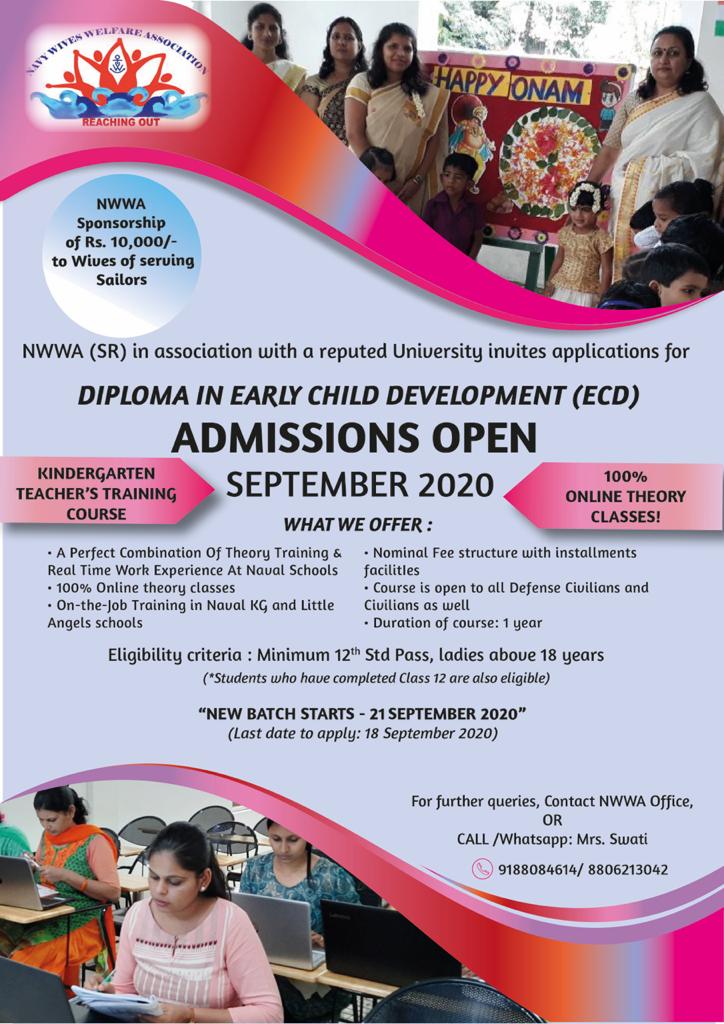 NAVY WIVES WELFARE ASSOCIATION
REACHING OUT
HAPPY ONAM
NWWA
Sponsorship
of Rs. 10,000/-
to Wives of serving
Sailors
NWWA (SR) in association with a reputed University invites applications for
DIPLOMA IN EARLY CHILD DEVELOPMENT (ECD)
ADMISSIONS OPEN
SEPTEMBER 2020
KINDERGARTEN
TEACHER'S TRAINING
COURSE
100%
ONLINE THEORY
CLASSES!
WHAT WE OFFER :
• A Perfect Combination Of Theory Training &
Real Time Work Experience At Naval Schools
• 100% Online theory classes
• On-the-Job Training in Naval KG and Little
Angels schools
• Nominal Fee structure with installments
facilities
• Course is open to all Defense Civilians and
Civilians as well
• Duration of course: 1 year
Eligibility criteria : Minimum 12th Std Pass, ladies above 18 years
(*Students who have completed Class 12 are also eligible)
“NEW BATCH STARTS - 21 SEPTEMBER 2020”
(Last date to apply: 18 September 2020)
For further queries, Contact NWWA Office,
OR
CALL /Whatsapp: Mrs. Swati
9188084614/ 8806213042